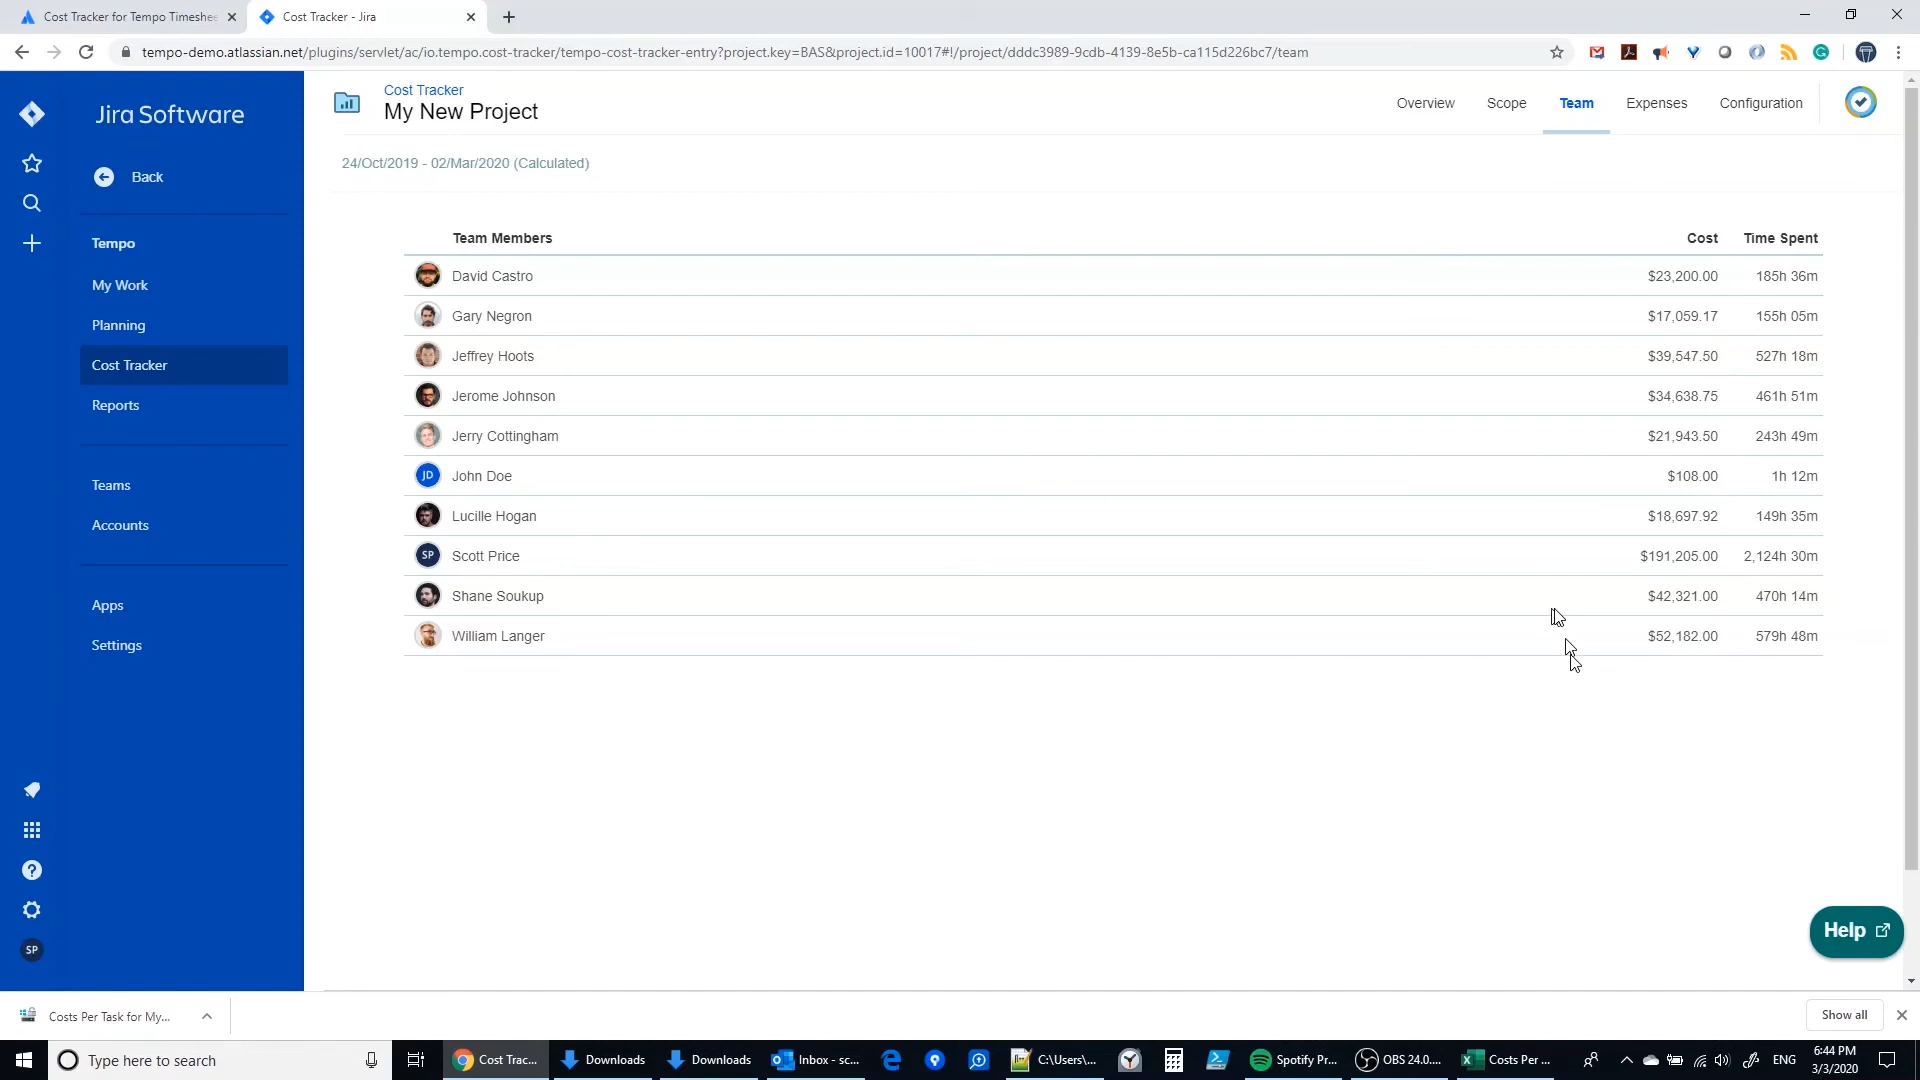 Cost Tracker for Tempo Timeshee
Cost Tracker - Jira
tempo-demo.atlassian.net/plugins/servlet/ac/io.tempo.cost-tracker/tempo-cost-tracker-entry?project.key=BAS&project.id=10017#!/project/dddc3989-9cdb-4139-8e5b-ca115d226bc7/team
Jira Software
Back
Tempo
My Work
Planning
Cost Tracker
Reports
Teams
Accounts
Apps
Settings
SP
Cost Tracker
My New Project
Overview Scope Team Expenses Configuration
24/Oct/2019 - 02/Mar/2020 (Calculated)
Team Members Cost Time Spent
David Castro $23,200.00 185h 36m
Gary Negron $17,059.17 155h 05m
Jeffrey Hoots $39,547.50 527h 18m
Jerome Johnson $34,638.75 461h 51m
Jerry Cottingham $21,943.50 243h 49m
JD John Doe $108.00 1h 12m
Lucille Hogan $18,697.92 149h 35m
SP Scott Price $191,205.00 2,124h 30m
Shane Soukup $42,321.00 470h 14m
William Langer $52,182.00 579h 48m
Help
Costs Per Task for My...
Show all
Type here to search
Cost Trac...
Downloads
Downloads
Inbox - sc...
C:\Users\...
Spotify Pr...
OBS 24.0....
Costs Per ...
ENG
6:44 PM
3/3/2020